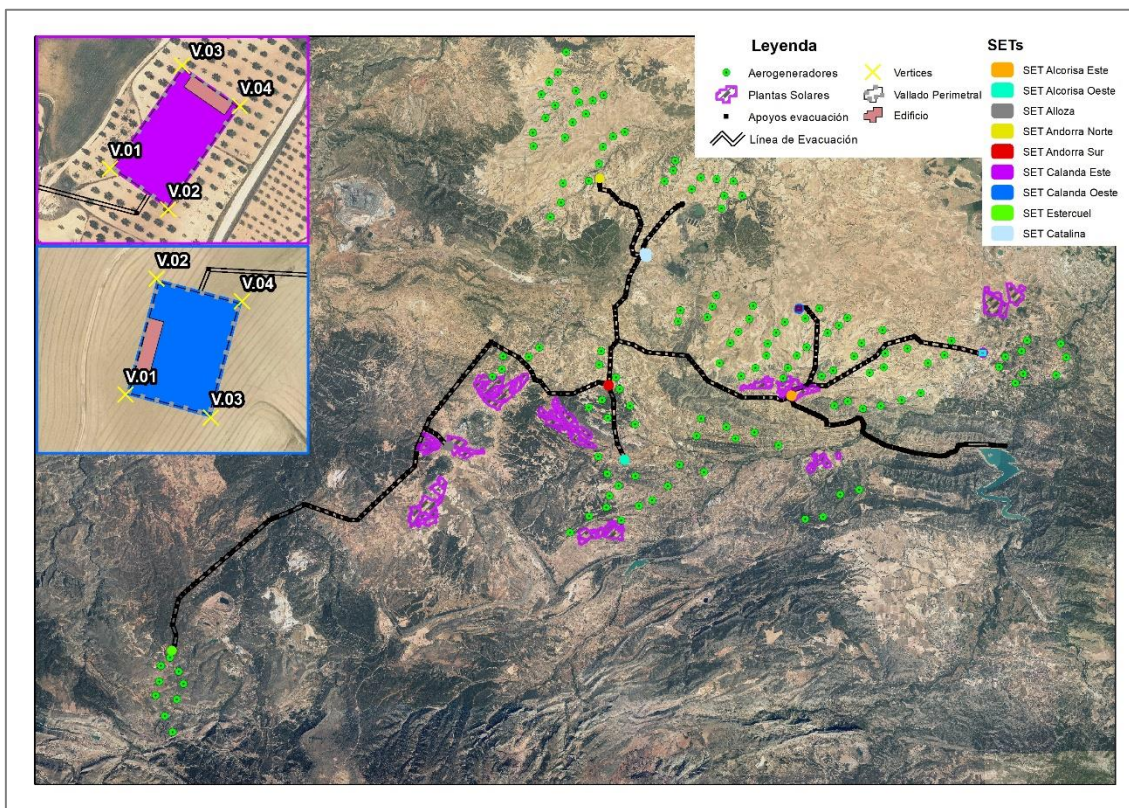 V.03
V.04
V.01
V.02
V.02
V.04
V.01
V.03
Leyenda
Aerogeneradores
Plantas Solares
Apoyos evacuación
Línea de Evacuación
Vertices
Vallado Perimetral
Edificio
SETs
SET Alcorisa Este
SET Alcorisa Oeste
SET Alloza
SET Andorra Norte
SET Andorra Sur
SET Calanda Este
SET Calanda Oeste
SET Estercuel
SET Catalina